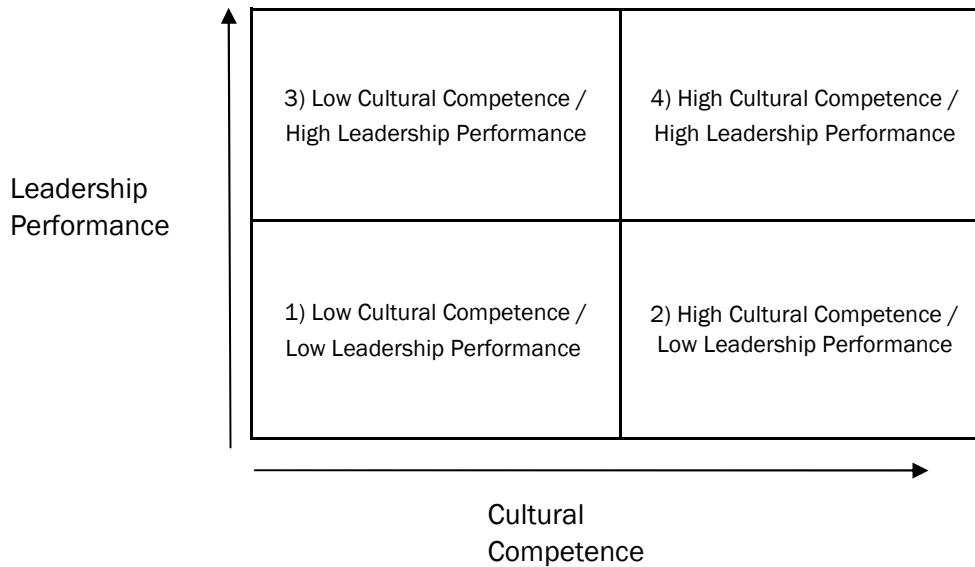 3) Low Cultural Competence /
High Leadership Performance
4) High Cultural Competence /
High Leadership Performance
Leadership
Performance
1) Low Cultural Competence /
Low Leadership Performance
2) High Cultural Competence /
Low Leadership Performance
Cultural
Competence